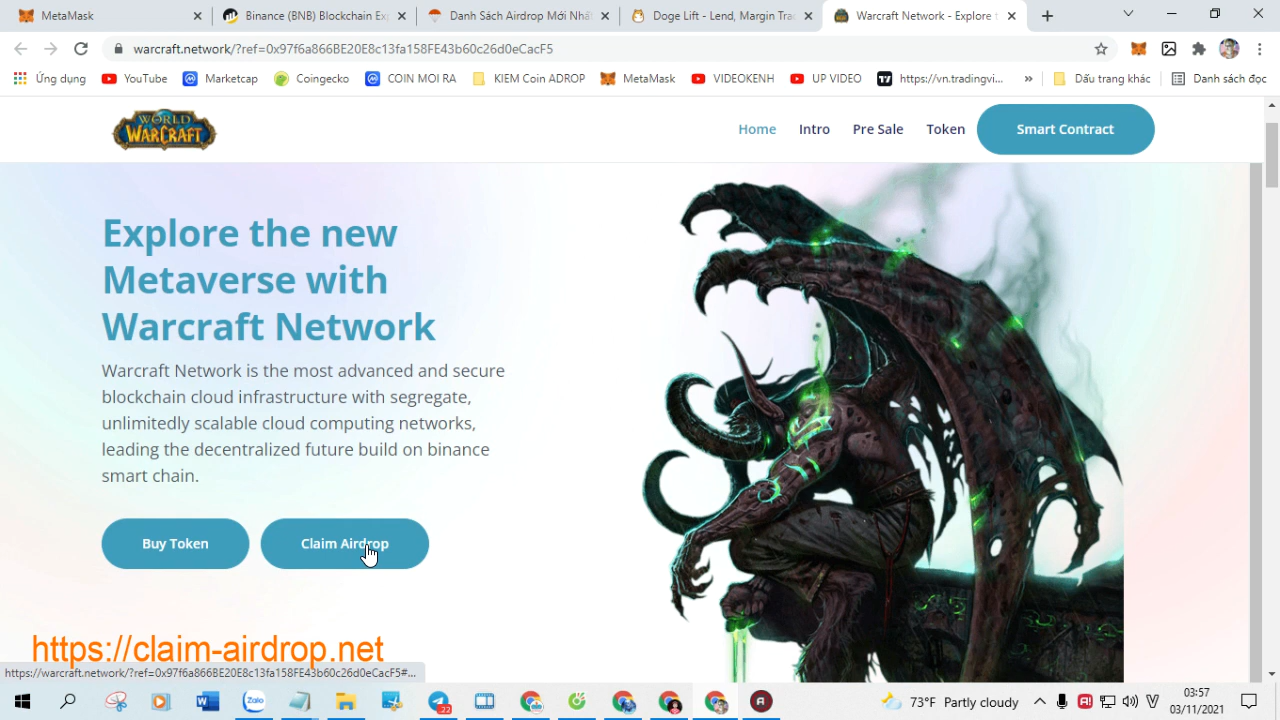 MetaMask
Binance (BNB) Blockchain Exp
Danh Sách Airdrop Mới Nhấ
Doge Lift - Lend, Margin Tra
Warcraft Network - Explore t
warcraft.network/?ref=0x97f6a866BE20E8c13fa158FE43b60c26d0eCacF5
Ứng dụng
YouTube
Marketcap
Coingecko
COIN MOI RA
KIEM Coin ADROP
MetaMask
VIDEOKENH
UP VIDEO
https://vn.tradingvi...
»
Dấu trang khác
Danh sách đọc
WORLD
WARCRAFT
Home
Intro
Pre Sale
Token
Smart Contract
Explore the new
Metaverse with
Warcraft Network
Warcraft Network is the most advanced and secure
blockchain cloud infrastructure with segregate,
unlimitedly scalable cloud computing networks,
leading the decentralized future build on binance
smart chain.
Buy Token
Claim Airdrop
https://claim-airdrop.net
https://warcraft.network/?ref=0x97f6a866BE20E8c13fa158FE43b60c26d0eCacF5#...
Zalo
22
73°F Partly cloudy
03:57
03/11/2021